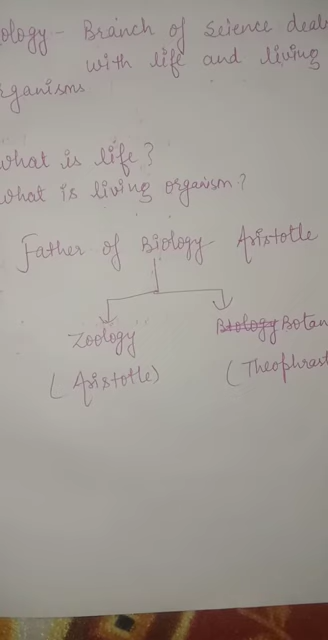 ology - Branch of Science deal
with life and living
rganisms
what is life?
what is living organism?
Father of Biology Aristotle
Zoology Biology Botan
(Aristotle) (Theophrast